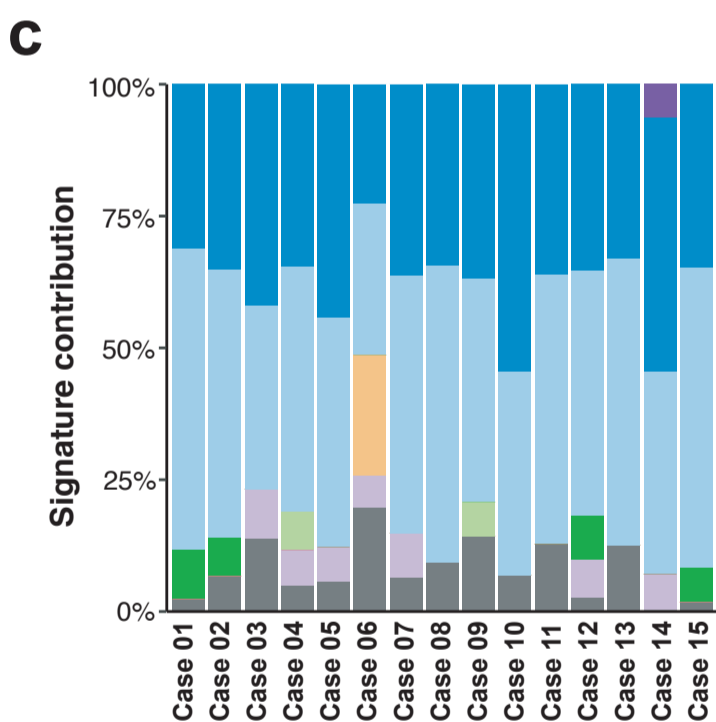 C
Signature contribution
100%
75%
50%
25%
0%
Case 01
Case 02
Case 03
Case 04
Case 05
Case 06
Case 07
Case 08
Case 09
Case 10
Case 11
Case 12
Case 13
Case 14
Case 15